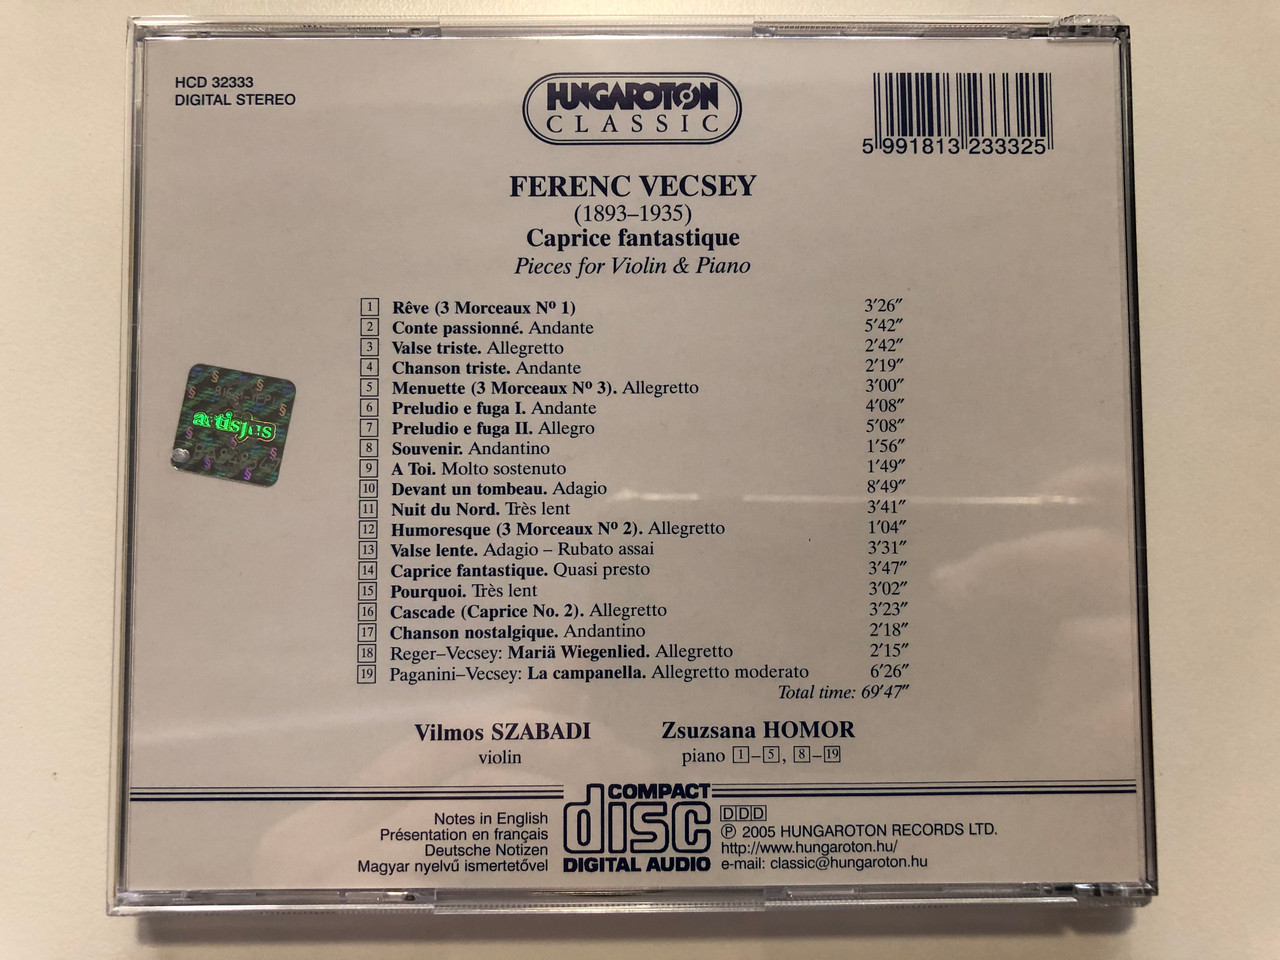 HCD 32333
DIGITAL STEREO
HUNGAROTON
CLASSIC
5 991813 233325
FERENC VECSEY
(1893–1935)
Caprice fantastique
Pieces for Violin & Piano
1 Rêve (3 Morceaux Nº 1) 3'26"
2 Conte passionné. Andante 5'42"
3 Valse triste. Allegretto 2'42"
4 Chanson triste. Andante 2'19"
5 Menuette (3 Morceaux Nº 3). Allegretto 3'00"
6 Preludio e fuga I. Andante 4'08"
7 Preludio e fuga II. Allegro 5'08"
8 Souvenir. Andantino 1'56"
9 A Toi. Molto sostenuto 1'49"
10 Devant un tombeau. Adagio 8'49"
11 Nuit du Nord. Très lent 3'41"
12 Humoresque (3 Morceaux Nº 2). Allegretto 1'04"
13 Valse lente. Adagio – Rubato assai 3'31"
14 Caprice fantastique. Quasi presto 3'47"
15 Pourquoi. Très lent 3'02"
16 Cascade (Caprice No. 2). Allegretto 3'23"
17 Chanson nostalgique. Andantino 2'18"
18 Reger–Vecsey: Mariä Wiegenlied. Allegretto 2'15"
19 Paganini–Vecsey: La campanella. Allegretto moderato 6'26"
Total time: 69'47"
artisjus
Vilmos SZABADI
violin
Zsuzsana HOMOR
piano 1–5, 8–19
Notes in English
Présentation en français
Deutsche Notizen
Magyar nyelvű ismertetővel
COMPACT
disc
DIGITAL AUDIO
DDD
℗ 2005 HUNGAROTON RECORDS LTD.
http://www.hungaroton.hu/
e-mail: classic@hungaroton.hu